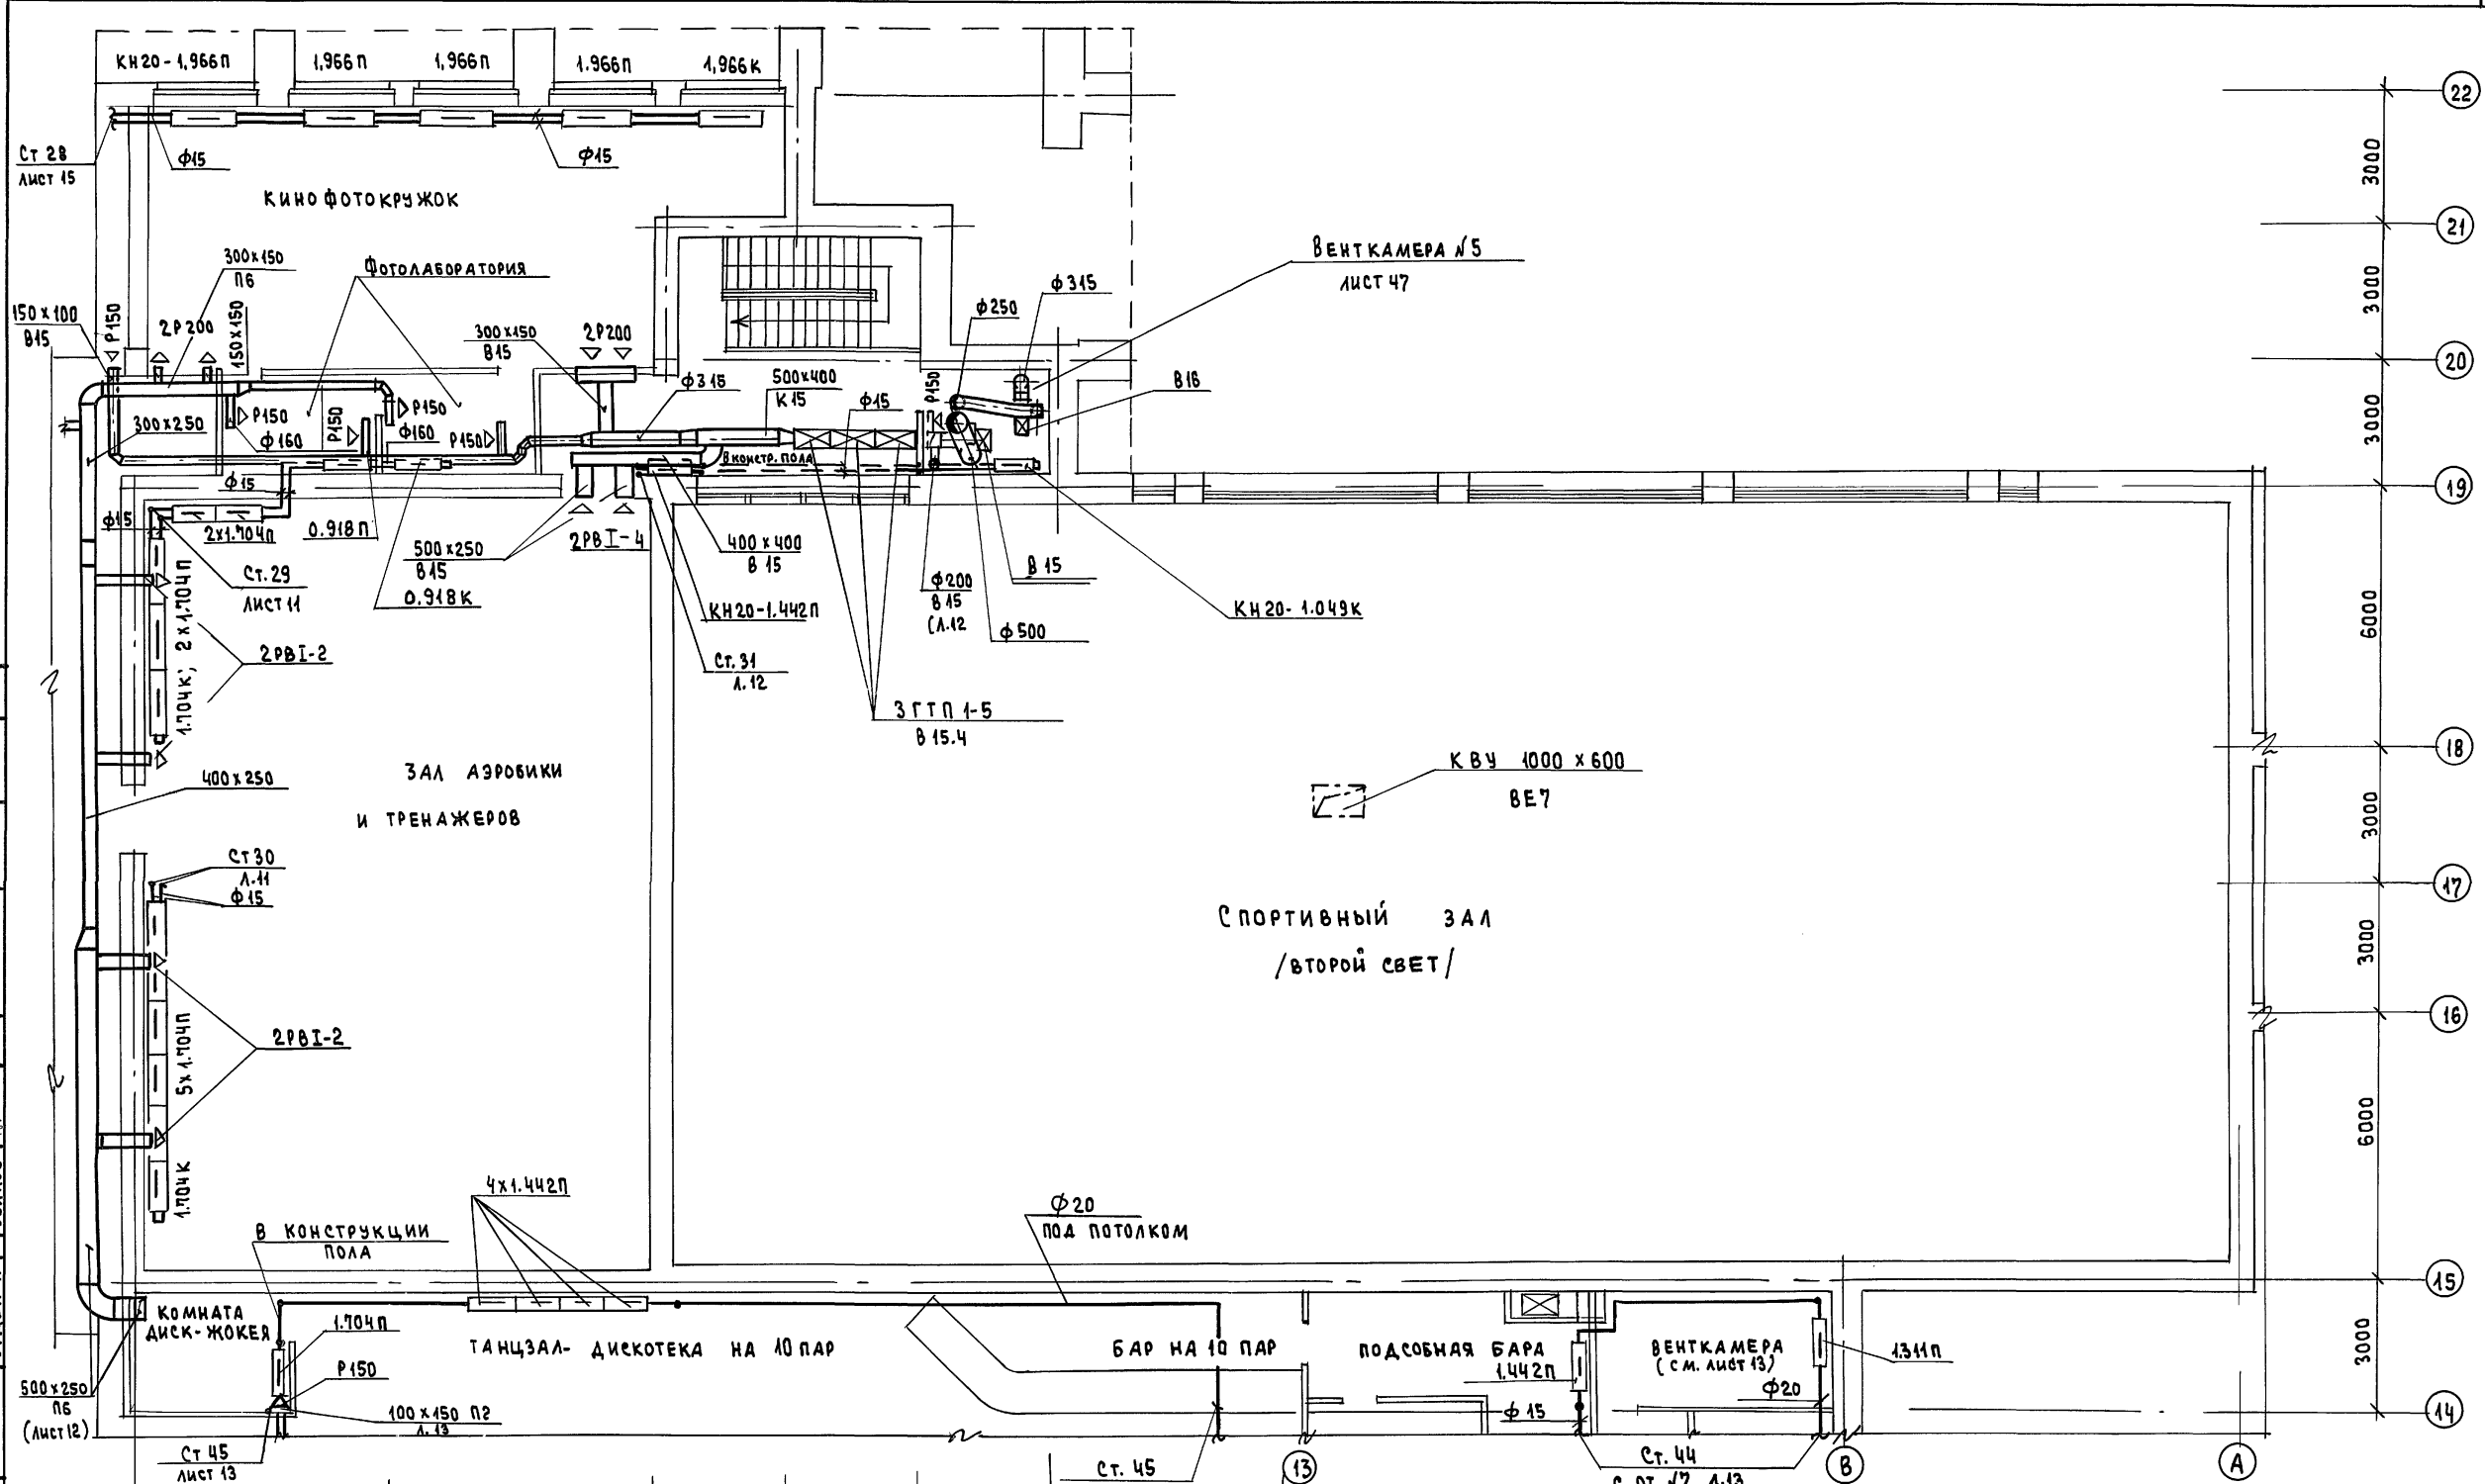 КН20-1,966П
1,966П
1,966П
1.966П
1,966К
22
Ст 28
лист 15
ф15
ф15
3000
КИНОФОТОКРУЖОК
21
ВЕНТКАМЕРА №5
лист 47
300х150
П6
ФОТОЛАБОРАТОРИЯ
ф315
ф250
3000
150х100
В15
Р150
2Р200
150х150
300х150
В15
2Р200
20
В16
ф315
500х400
К15
ф15
Р150
3000
300х250
Р150
ф160
Р150
Р150
ф160
Р150
В констр. пола
19
ф15
ф15
2х1.704п
0.918П
500х250
В15
2РВI-4
400х400
В 15
Ст.29
лист 11
0.918К
КН20-1.442П
ф200
В15
(Л.12
В 15
ф500
КН20-1.049К
6000
1.704К; 2х1.704П
2РВI-2
Ст.31
Л.12
3ГТП 1-5
В 15.4
18
КВУ 1000 х 600
ВЕ7
400х250
ЗАЛ АЭРОБИКИ
И ТРЕНАЖЕРОВ
3000
Ст30
Л.11
ф15
17
СПОРТИВНЫЙ ЗАЛ
/ВТОРОЙ СВЕТ/
3000
16
2РВI-2
5х1.704П
1.704К
6000
4х1.442П
В КОНСТРУКЦИИ
ПОЛА
ф20
ПОД ПОТОЛКОМ
15
КОМНАТА
ДИСК-ЖОКЕЯ
1.704П
ТАНЦЗАЛ- ДИСКОТЕКА НА 10 ПАР
БАР НА 10 ПАР
ПОДСОБНАЯ БАРА
1.442П
ВЕНТКАМЕРА
(СМ. ЛИСТ 13)
1.311П
3000
Р150
ф20
500х250
П6
(лист 12)
100х150 П2
Л.13
ф 15
14
Ст 45
лист 13
Ст. 45
13
Ст. 44
В
А